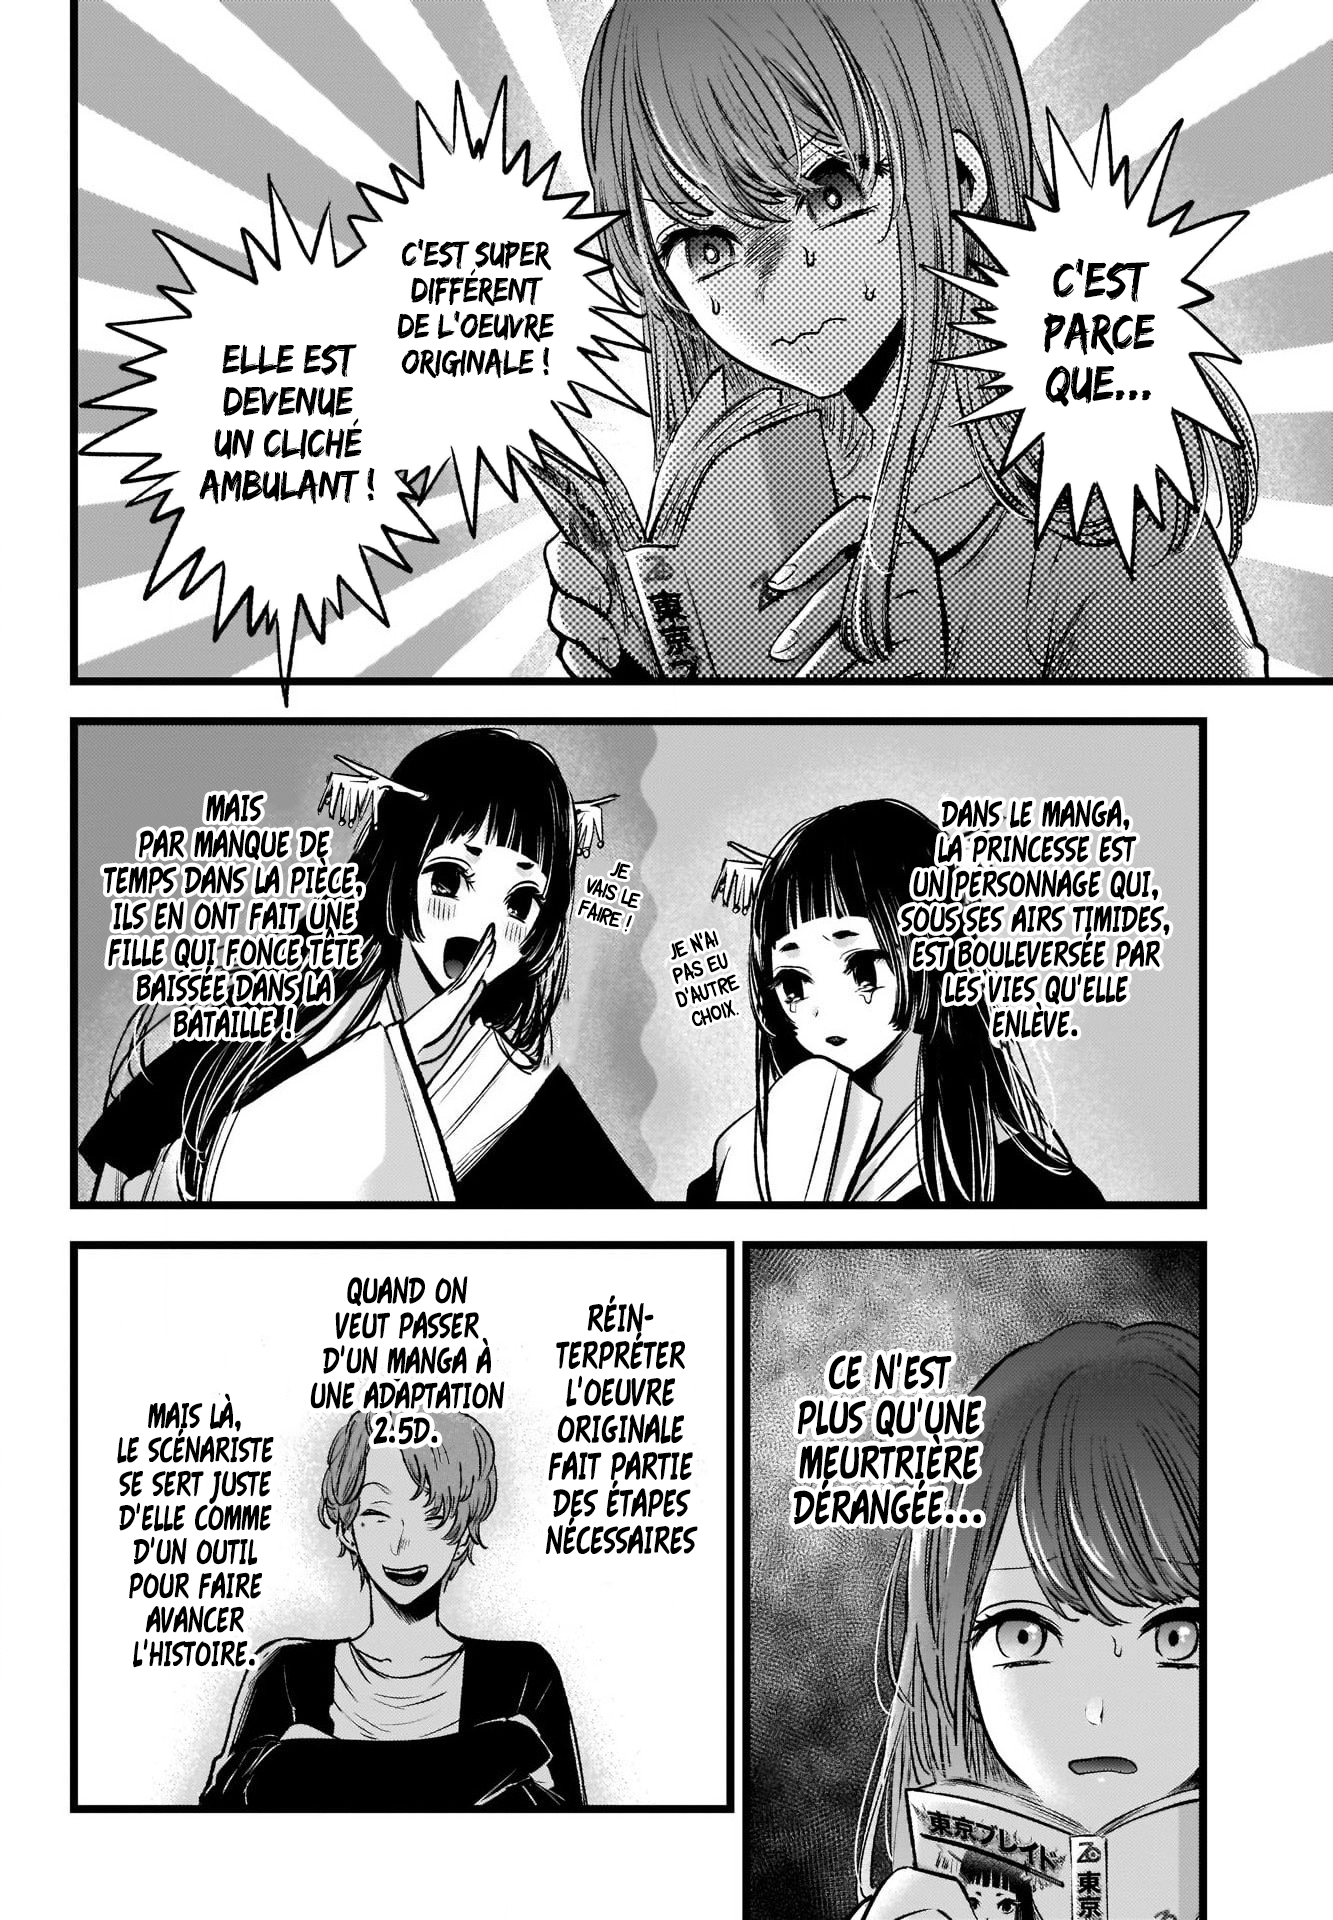 C'EST
PARCE
QUE...
C'EST SUPER
DIFFÉRENT
DE L'OEUVRE
ORIGINALE !
ELLE EST
DEVENUE
UN CLICHÉ
AMBULANT !
東京ブ
DANS LE MANGA,
LA PRINCESSE EST
UN PERSONNAGE QUI,
SOUS SES AIRS TIMIDES,
EST BOULEVERSÉE PAR
LES VIES QU'ELLE
ENLÈVE.
JE N'AI
PAS EU
D'AUTRE
CHOIX.
JE
VAIS LE
FAIRE !
MAIS
PAR MANQUE DE
TEMPS DANS LA PIÈCE,
ILS EN ONT FAIT UNE
FILLE QUI FONCE TÊTE
BAISSÉE DANS LA
BATAILLE !
CE N'EST
PLUS QU'UNE
MEURTRIÈRE
DÉRANGÉE...
東京ブレイド
東京
RÉIN-
TERPRÉTER
L'OEUVRE
ORIGINALE
FAIT PARTIE
DES ÉTAPES
NÉCESSAIRES
QUAND ON
VEUT PASSER
D'UN MANGA À
UNE ADAPTATION
2.5D.
MAIS LÀ,
LE SCÉNARISTE
SE SERT JUSTE
D'ELLE COMME
D'UN OUTIL
POUR FAIRE
AVANCER
L'HISTOIRE.